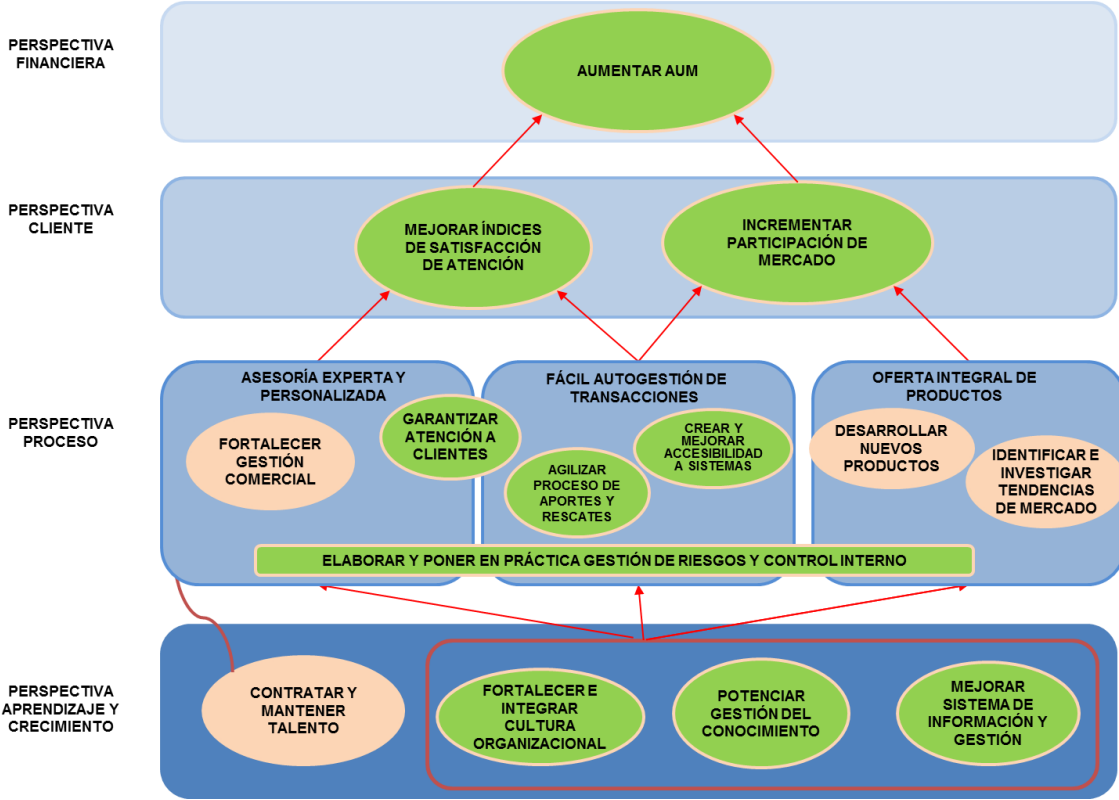 PERSPECTIVA
FINANCIERA
AUMENTAR AUM
PERSPECTIVA
CLIENTE
MEJORAR ÍNDICES
DE SATISFACCIÓN
DE ATENCIÓN
INCREMENTAR
PARTICIPACIÓN DE
MERCADO
PERSPECTIVA
PROCESO
ASESORÍA EXPERTA Y
PERSONALIZADA
FORTALECER
GESTIÓN
COMERCIAL
GARANTIZAR
ATENCIÓN A
CLIENTES
FÁCIL AUTOGESTIÓN DE
TRANSACCIONES
AGILIZAR
PROCESO DE
APORTES Y
RESCATES
CREAR Y
MEJORAR
ACCESIBILIDAD
A SISTEMAS
OFERTA INTEGRAL DE
PRODUCTOS
DESARROLLAR
NUEVOS
PRODUCTOS
IDENTIFICAR E
INVESTIGAR
TENDENCIAS
DE MERCADO
ELABORAR Y PONER EN PRÁCTICA GESTIÓN DE RIESGOS Y CONTROL INTERNO
PERSPECTIVA
APRENDIZAJE Y
CRECIMIENTO
CONTRATAR Y
MANTENER
TALENTO
FORTALECER E
INTEGRAR
CULTURA
ORGANIZACIONAL
POTENCIAR
GESTIÓN DEL
CONOCIMIENTO
MEJORAR
SISTEMA DE
INFORMACIÓN Y
GESTIÓN